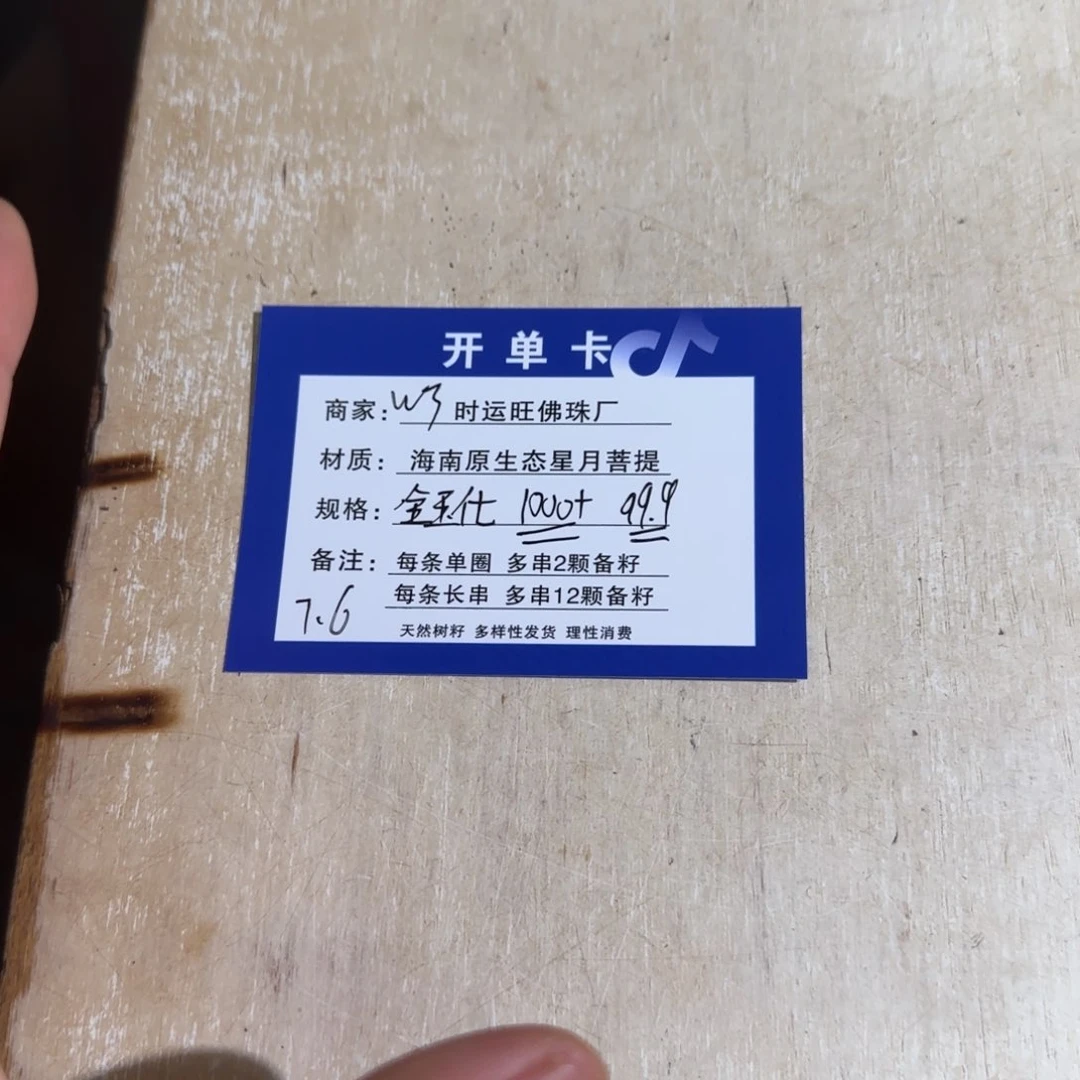 开单卡
商家: W3 时运旺佛珠厂
材质: 海南原生态星月菩提
规格: 1000+ 99.9
备注: 每条单圈 多串2颗备籽
每条长串 多串12颗备籽
7.6
天然树籽 多样性发货 理性消费